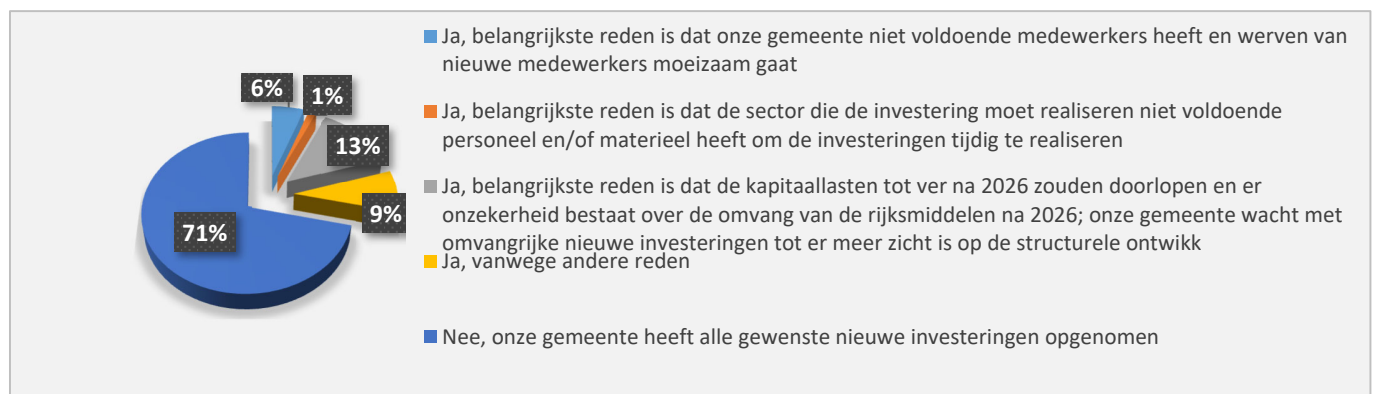 Ja, belangrijkste reden is dat onze gemeente niet voldoende medewerkers heeft en werven van
nieuwe medewerkers moeizaam gaat
6%
1%
Ja, belangrijkste reden is dat de sector die de investering moet realiseren niet voldoende
personeel en/of materieel heeft om de investeringen tijdig te realiseren
13%
Ja, belangrijkste reden is dat de kapitaallasten tot ver na 2026 zouden doorlopen en er
onzekerheid bestaat over de omvang van de rijksmiddelen na 2026; onze gemeente wacht met
omvangrijke nieuwe investeringen tot er meer zicht is op de structurele ontwikk
9%
71%
Ja, vanwege andere reden
Nee, onze gemeente heeft alle gewenste nieuwe investeringen opgenomen